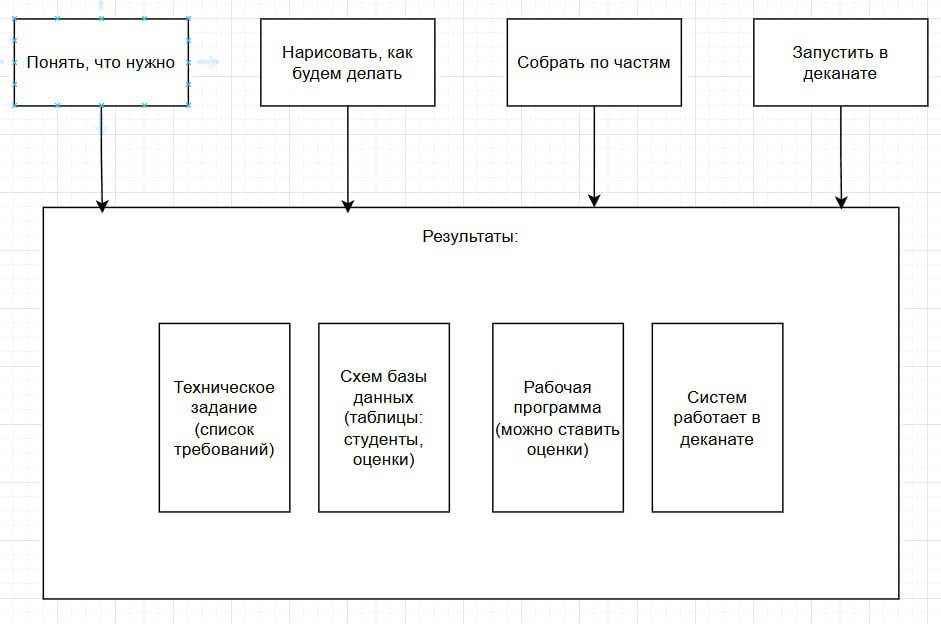 Понять, что нужно
Нарисовать, как
будем делать
Собрать по частям
Запустить в
деканате
Результаты:
Техническое
задание
(список
требований)
Схем базы
данных
(таблицы:
студенты,
оценки)
Рабочая
программа
(можно ставить
оценки)
Систем
работает в
деканате